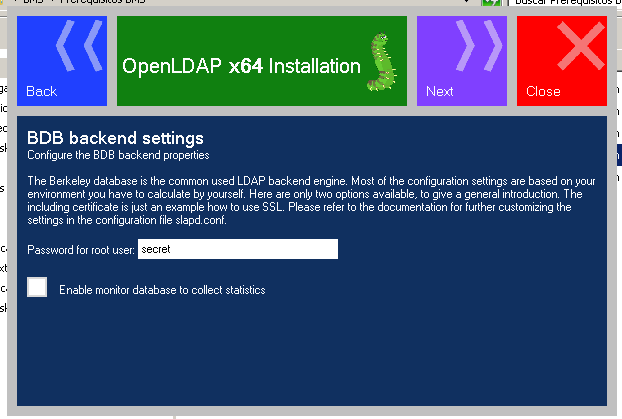 Prerequisitos BMS
Buscar Prerequisitos B
Back
OpenLDAP x64 Installation
Next
Close
BDB backend settings
Configure the BDB backend properties
The Berkeley database is the common used LDAP backend engine. Most of the configuration settings are based on your
environment you have to calculate by yourself. Here are only two options available, to give a general introduction. The
including certificate is just an example how to use SSL. Please refer to the documentation for further customizing the
settings in the configuration file slapd.conf.
Password for root user: secret
Enable monitor database to collect statistics